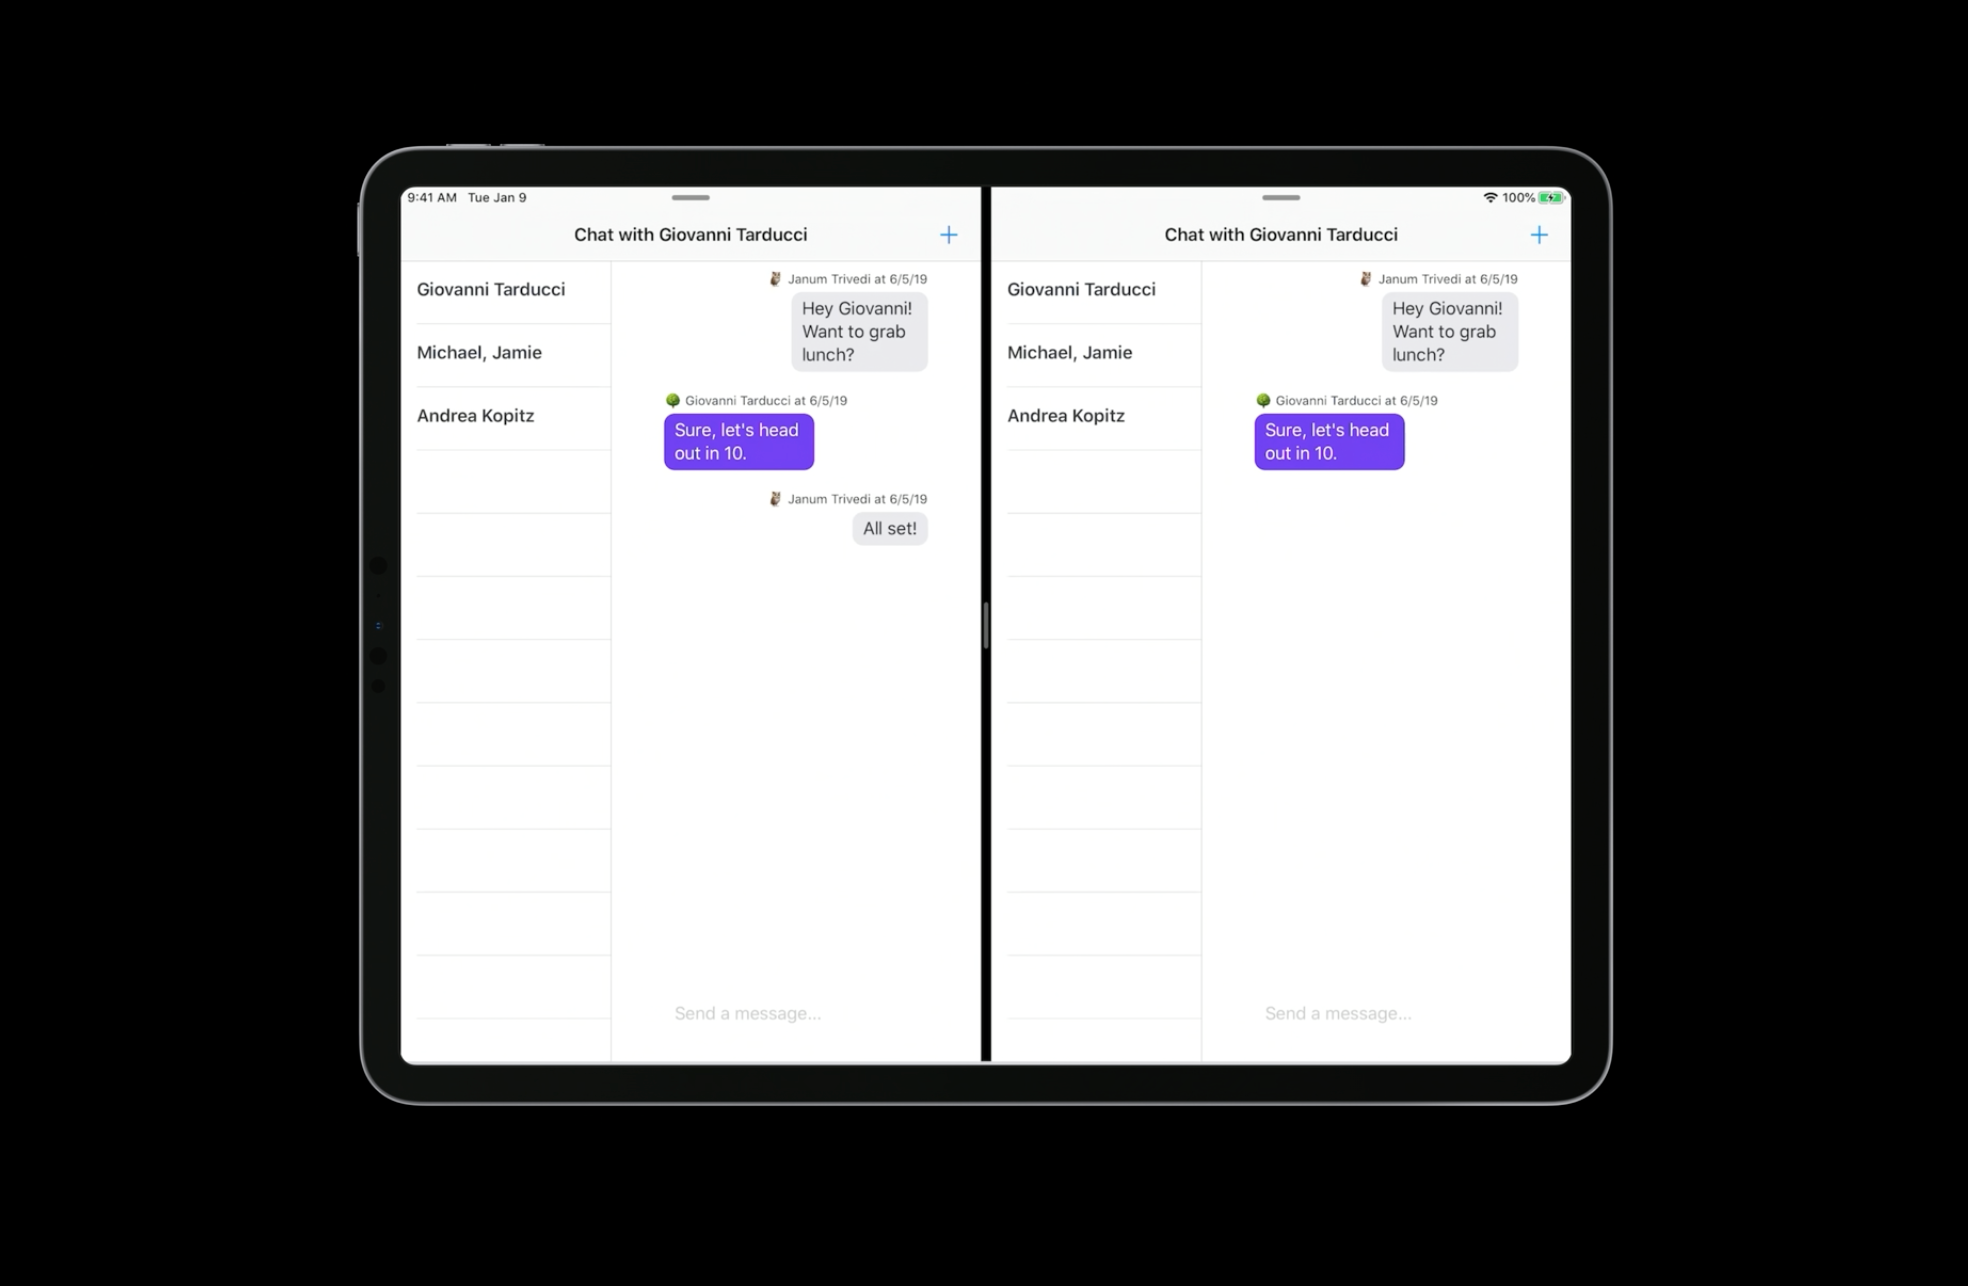 9:41 AM Tue Jan 9
Chat with Giovanni Tarducci
Giovanni Tarducci
Michael, Jamie
Andrea Kopitz
Janum Trivedi at 6/5/19
Hey Giovanni!
Want to grab
lunch?
Giovanni Tarducci at 6/5/19
Sure, let's head
out in 10.
Janum Trivedi at 6/5/19
All set!
Send a message...
100%
Chat with Giovanni Tarducci
Giovanni Tarducci
Michael, Jamie
Andrea Kopitz
Janum Trivedi at 6/5/19
Hey Giovanni!
Want to grab
lunch?
Giovanni Tarducci at 6/5/19
Sure, let's head
out in 10.
Send a message...